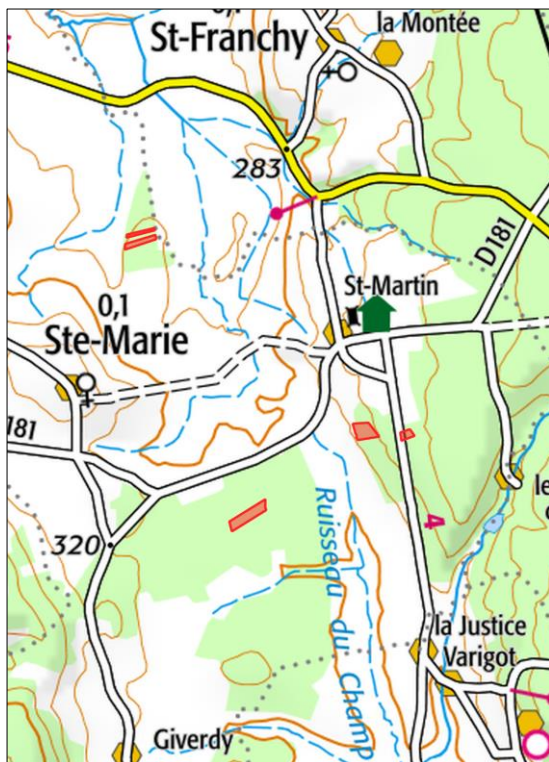 la Montée
St-Franchy
283
D181
St-Martin
0,1
Ste-Marie
181
le
4
Ruisseau du Champ
320
la Justice
Varigot
Giverdy